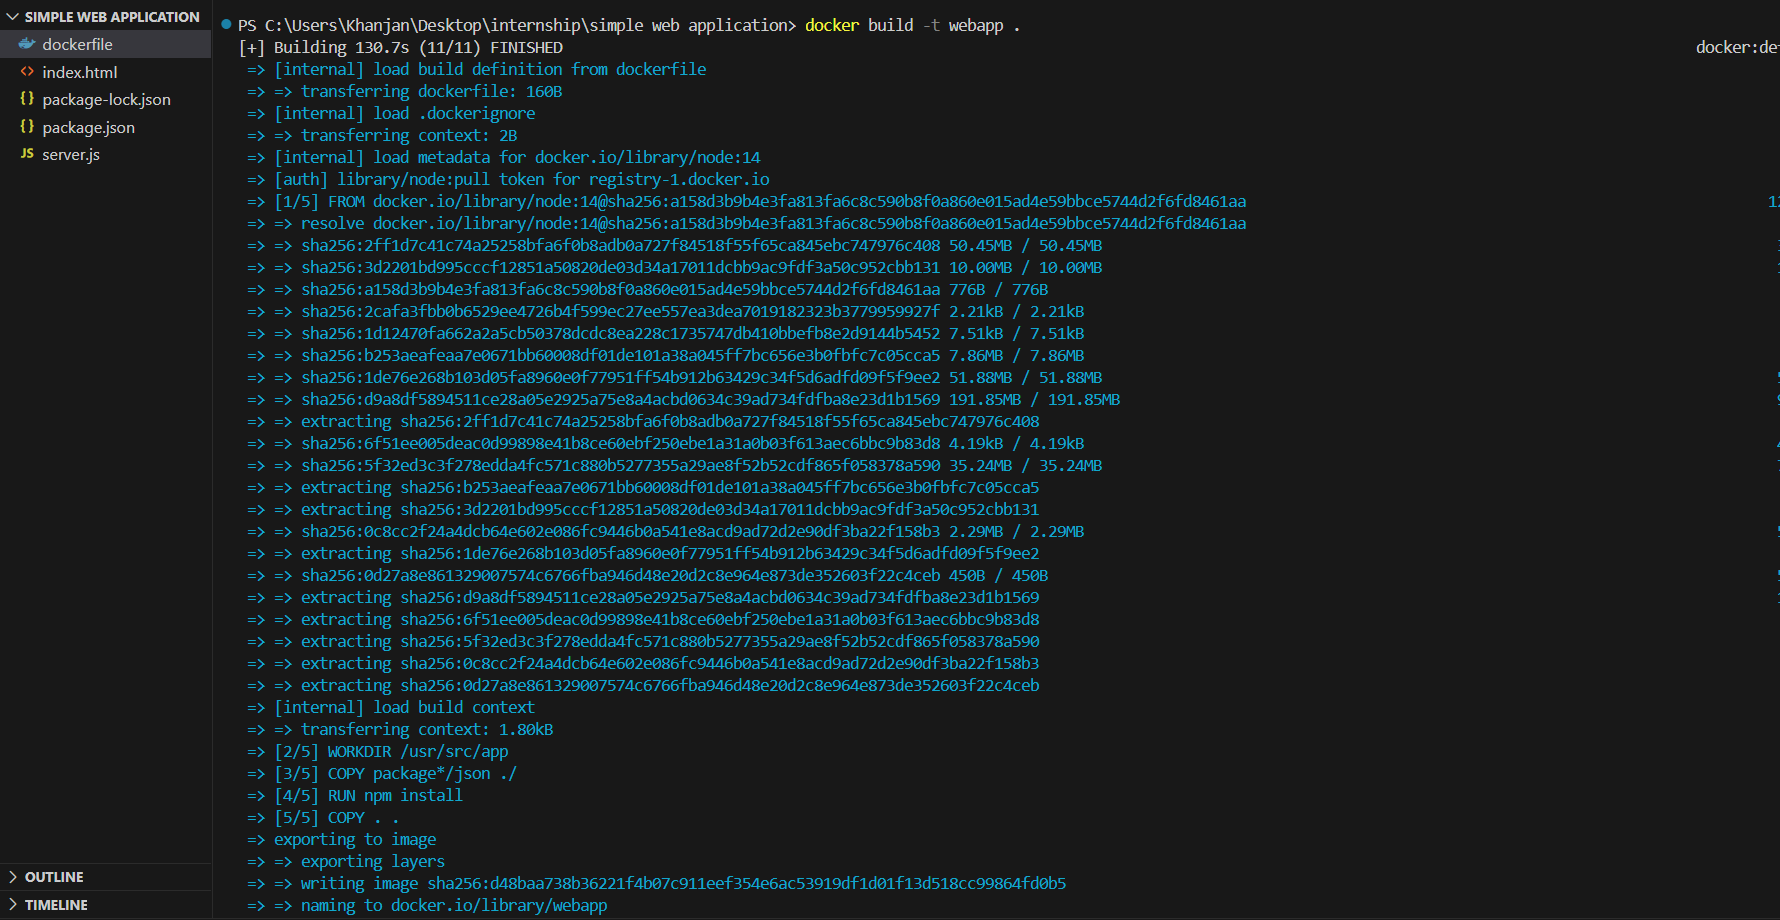 SIMPLE WEB APPLICATION
dockerfile
index.html
package-lock.json
package.json
JS server.js
OUTLINE
TIMELINE
PS C:\Users\Khanjan\Desktop\internship\simple web application> docker build -t webapp .
[+] Building 130.7s (11/11) FINISHED docker:de
=> [internal] load build definition from dockerfile
=> => transferring dockerfile: 160B
=> [internal] load .dockerignore
=> => transferring context: 2B
=> [internal] load metadata for docker.io/library/node:14
=> [auth] library/node:pull token for registry-1.docker.io
=> [1/5] FROM docker.io/library/node:14@sha256:a158d3b9b4e3fa813fa6c8c590b8f0a860e015ad4e59bbce5744d2f6fd8461aa
=> => resolve docker.io/library/node:14@sha256:a158d3b9b4e3fa813fa6c8c590b8f0a860e015ad4e59bbce5744d2f6fd8461aa
=> => sha256:2ff1d7c41c74a25258bfa6f0b8adb0a727f84518f55f65ca845ebc747976c408 50.45MB / 50.45MB
=> => sha256:3d2201bd995cccf12851a50820de03d34a17011dcbb9ac9fdf3a50c952cbb131 10.00MB / 10.00MB
=> => sha256:a158d3b9b4e3fa813fa6c8c590b8f0a860e015ad4e59bbce5744d2f6fd8461aa 776B / 776B
=> => sha256:2cafa3fbb0b6529ee4726b4f599ec27ee557ea3dea7019182323b3779959927f 2.21kB / 2.21kB
=> => sha256:1d12470fa662a2a5cb50378dcdc8ea228c1735747db410bbefb8e2d9144b5452 7.51kB / 7.51kB
=> => sha256:b253aeafeaa7e0671bb60008df01de101a38a045ff7bc656e3b0fbfc7c05cca5 7.86MB / 7.86MB
=> => sha256:1de76e268b103d05fa8960e0f77951ff54b912b63429c34f5d6adfd09f5f9ee2 51.88MB / 51.88MB
=> => sha256:d9a8df5894511ce28a05e2925a75e8a4acbd0634c39ad734fdfba8e23d1b1569 191.85MB / 191.85MB
=> => extracting sha256:2ff1d7c41c74a25258bfa6f0b8adb0a727f84518f55f65ca845ebc747976c408
=> => sha256:6f51ee005deac0d99898e41b8ce60ebf250ebe1a31a0b03f613aec6bbc9b83d8 4.19kB / 4.19kB
=> => sha256:5f32ed3c3f278edda4fc571c880b5277355a29ae8f52b52cdf865f058378a590 35.24MB / 35.24MB
=> => extracting sha256:b253aeafeaa7e0671bb60008df01de101a38a045ff7bc656e3b0fbfc7c05cca5
=> => extracting sha256:3d2201bd995cccf12851a50820de03d34a17011dcbb9ac9fdf3a50c952cbb131
=> => sha256:0c8cc2f24a4dcb64e602e086fc9446b0a541e8acd9ad72d2e90df3ba22f158b3 2.29MB / 2.29MB
=> => extracting sha256:1de76e268b103d05fa8960e0f77951ff54b912b63429c34f5d6adfd09f5f9ee2
=> => sha256:0d27a8e861329007574c6766fba946d48e20d2c8e964e873de352603f22c4ceb 450B / 450B
=> => extracting sha256:d9a8df5894511ce28a05e2925a75e8a4acbd0634c39ad734fdfba8e23d1b1569
=> => extracting sha256:6f51ee005deac0d99898e41b8ce60ebf250ebe1a31a0b03f613aec6bbc9b83d8
=> => extracting sha256:5f32ed3c3f278edda4fc571c880b5277355a29ae8f52b52cdf865f058378a590
=> => extracting sha256:0c8cc2f24a4dcb64e602e086fc9446b0a541e8acd9ad72d2e90df3ba22f158b3
=> => extracting sha256:0d27a8e861329007574c6766fba946d48e20d2c8e964e873de352603f22c4ceb
=> [internal] load build context
=> => transferring context: 1.80kB
=> [2/5] WORKDIR /usr/src/app
=> [3/5] COPY package*/json ./
=> [4/5] RUN npm install
=> [5/5] COPY . .
=> exporting to image
=> => exporting layers
=> => writing image sha256:d48baa738b36221f4b07c911eef354e6ac53919df1d01f13d518cc99864fd0b5
=> => naming to docker.io/library/webapp